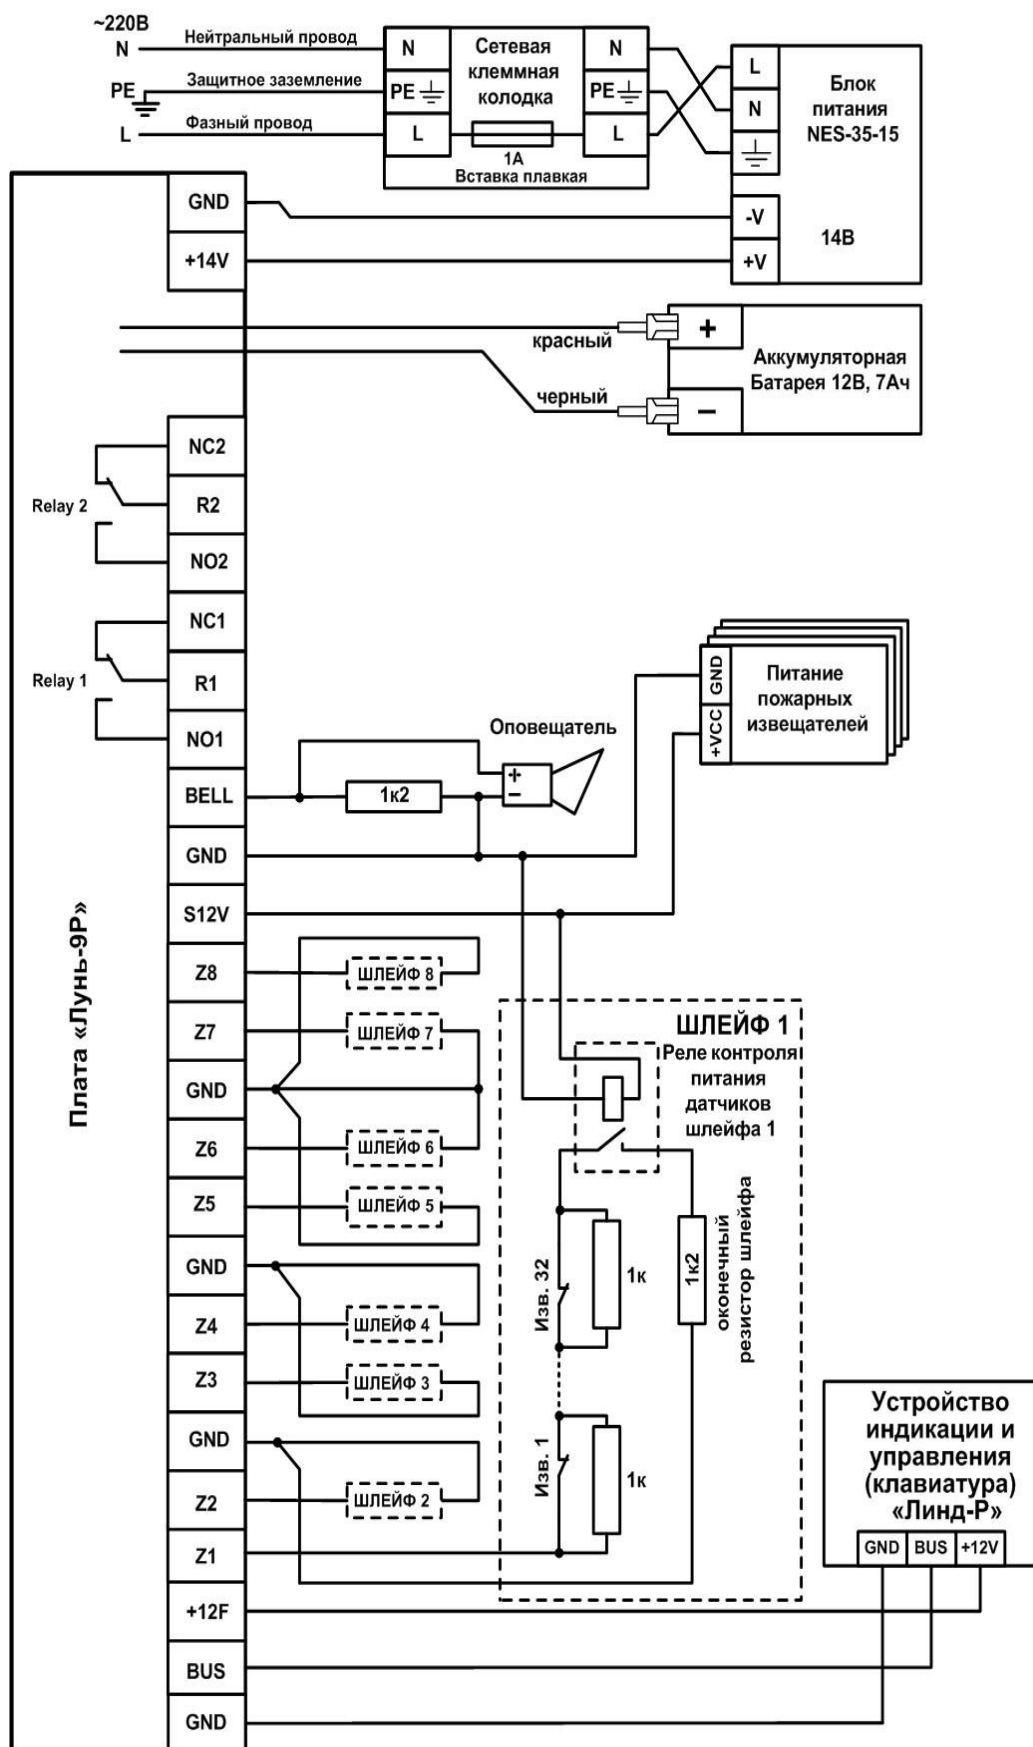 ~220В
N
Нейтральный провод
PE
Защитное заземление
L
Фазный провод
N
PE
L
Сетевая
клеммная
колодка
1А
Вставка плавкая
N
PE
L
L
N
-V
+V
Блок
питания
NES-35-15
14В
GND
+14V
красный
черный
+
−
Аккумуляторная
Батарея 12В, 7Ач
Плата «Лунь-9Р»
Relay 2
NC2
R2
NO2
Relay 1
NC1
R1
NO1
BELL
GND
S12V
Z8
Z7
GND
Z6
Z5
GND
Z4
Z3
GND
Z2
Z1
+12F
BUS
GND
1к2
Оповещатель
+
−
GND
+VCC
Питание
пожарных
извещателей
ШЛЕЙФ 8
ШЛЕЙФ 7
ШЛЕЙФ 6
ШЛЕЙФ 5
ШЛЕЙФ 4
ШЛЕЙФ 3
ШЛЕЙФ 2
ШЛЕЙФ 1
Реле контроля
питания
датчиков
шлейфа 1
Изв. 32
1к
1к2
оконечный
резистор шлейфа
Изв. 1
1к
Устройство
индикации и
управления
(клавиатура)
«Линд-Р»
GND
BUS
+12V